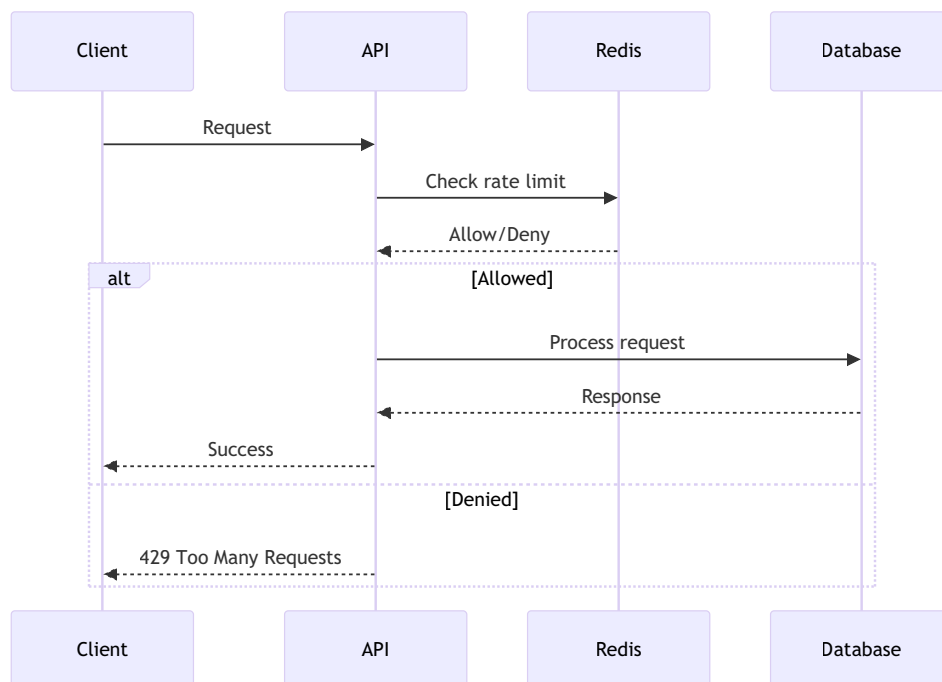 Client API Redis Database
Request
Check rate limit
Allow/Deny
alt [Allowed]
Process request
Response
Success
[Denied]
429 Too Many Requests
Client API Redis Database